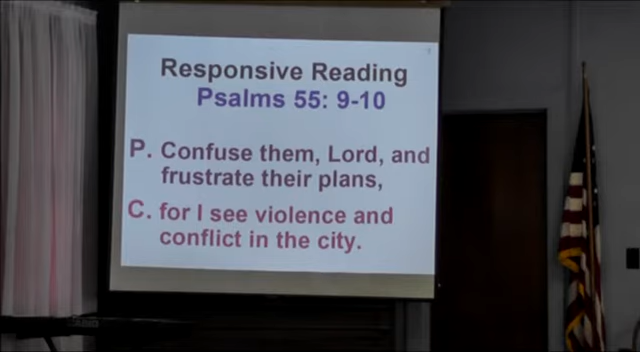 Responsive Reading
Psalms 55: 9-10
P. Confuse them, Lord, and
frustrate their plans,
C. for I see violence and
conflict in the city.